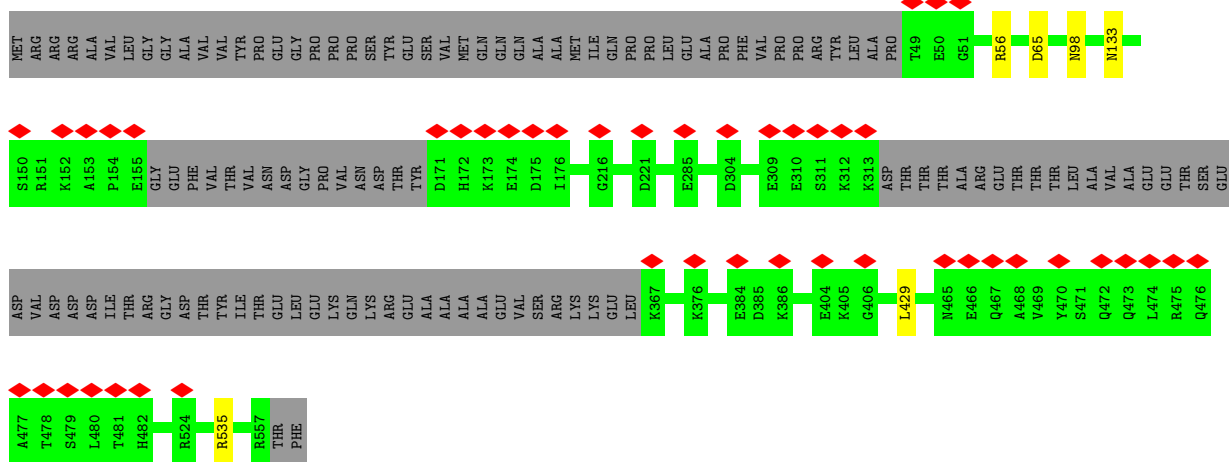 MET ARG ARG ARG ALA VAL LEU GLY GLY ALA VAL VAL TYR PRO GLU GLY PRO PRO PRO SER TYR GLU SER VAL MET GLN GLN GLN ALA ALA MET ILE GLN PRO PRO LEU GLU ALA PRO PHE VAL PRO PRO ARG TYR LEU ALA PRO T49 E50 G51 R56 D65 N98 N133
S150 R151 K152 A153 P154 E155 GLY GLU PHE VAL THR VAL ASN ASP GLY PRO VAL ASN ASP THR TYR D171 H172 K173 E174 D175 I176 G216 D221 E285 D304 E309 E310 S311 K312 K313 ASP THR THR THR ALA ARG GLU THR THR THR LEU ALA VAL ALA GLU GLU THR SER GLU
ASP VAL ASP ASP ASP ILE THR ARG GLY ASP THR TYR ILE THR GLU LEU GLU LYS GLN LYS ARG GLU ALA ALA ALA ALA GLU VAL SER ARG LYS LYS GLU LEU K367 K376 E384 D385 K386 E404 K405 G406 L429 N465 E466 Q467 A468 V469 Y470 S471 Q472 Q473 L474 R475 Q476
A477 T478 S479 L480 T481 H482 R524 R535 R557 THR PHE